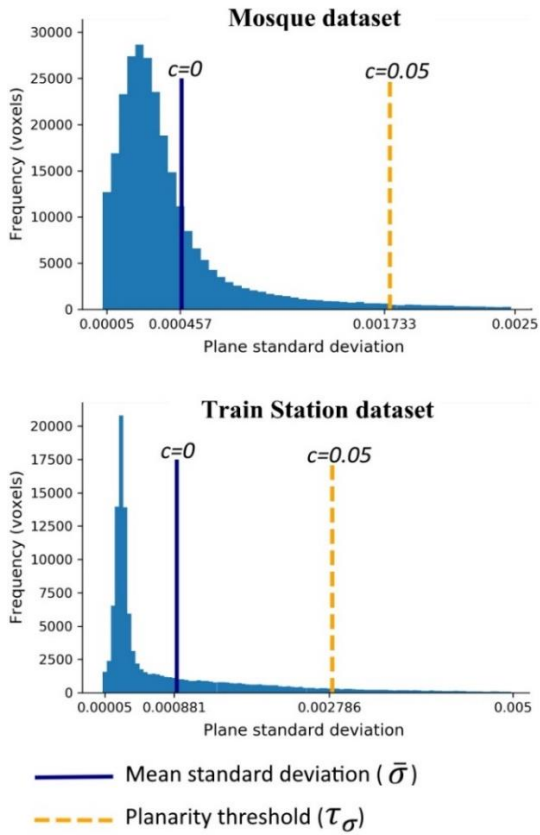 Mosque dataset
30000
25000
20000
15000
10000
5000
0
Frequency (voxels)
c=0
c=0.05
0.00005 0.000457 0.001733 0.0025
Plane standard deviation
Train Station dataset
20000
17500
15000
12500
10000
7500
5000
2500
0
Frequency (voxels)
c=0
c=0.05
0.00005 0.000881 0.002786 0.005
Plane standard deviation
Mean standard deviation ( σ̄ )
Planarity threshold (τσ)